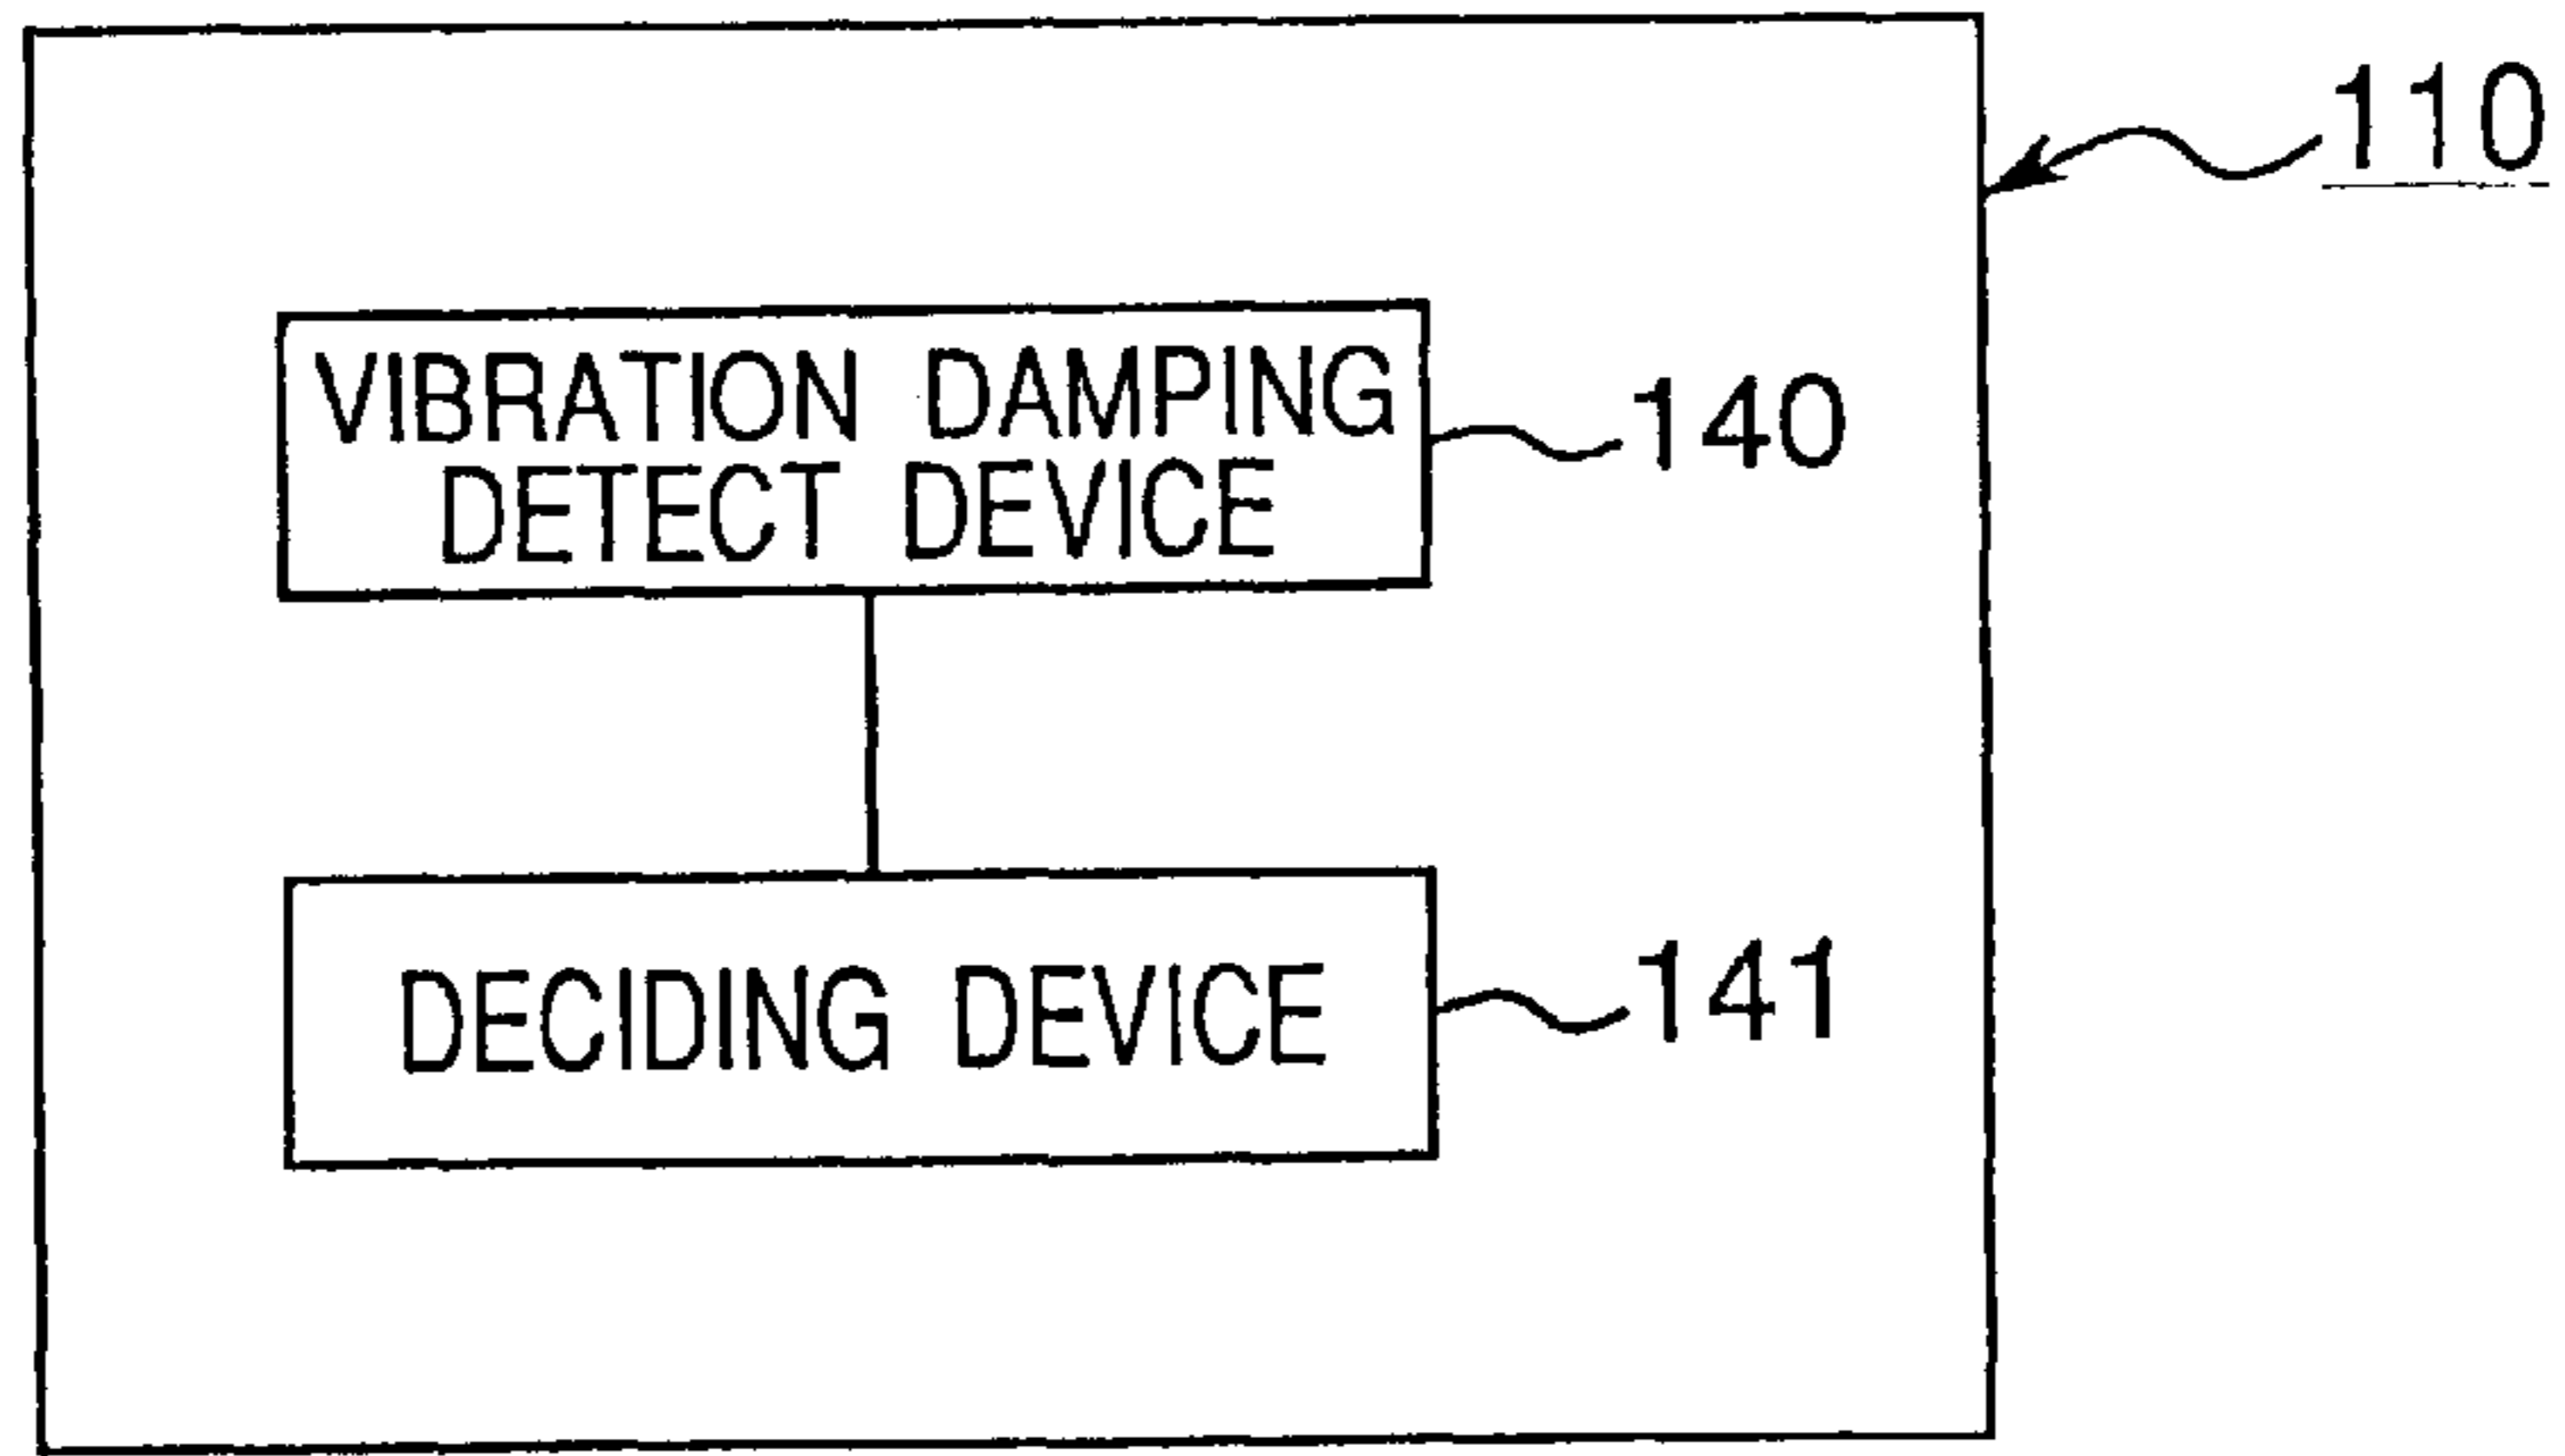 110
VIBRATION DAMPING
DETECT DEVICE
140
DECIDING DEVICE
141